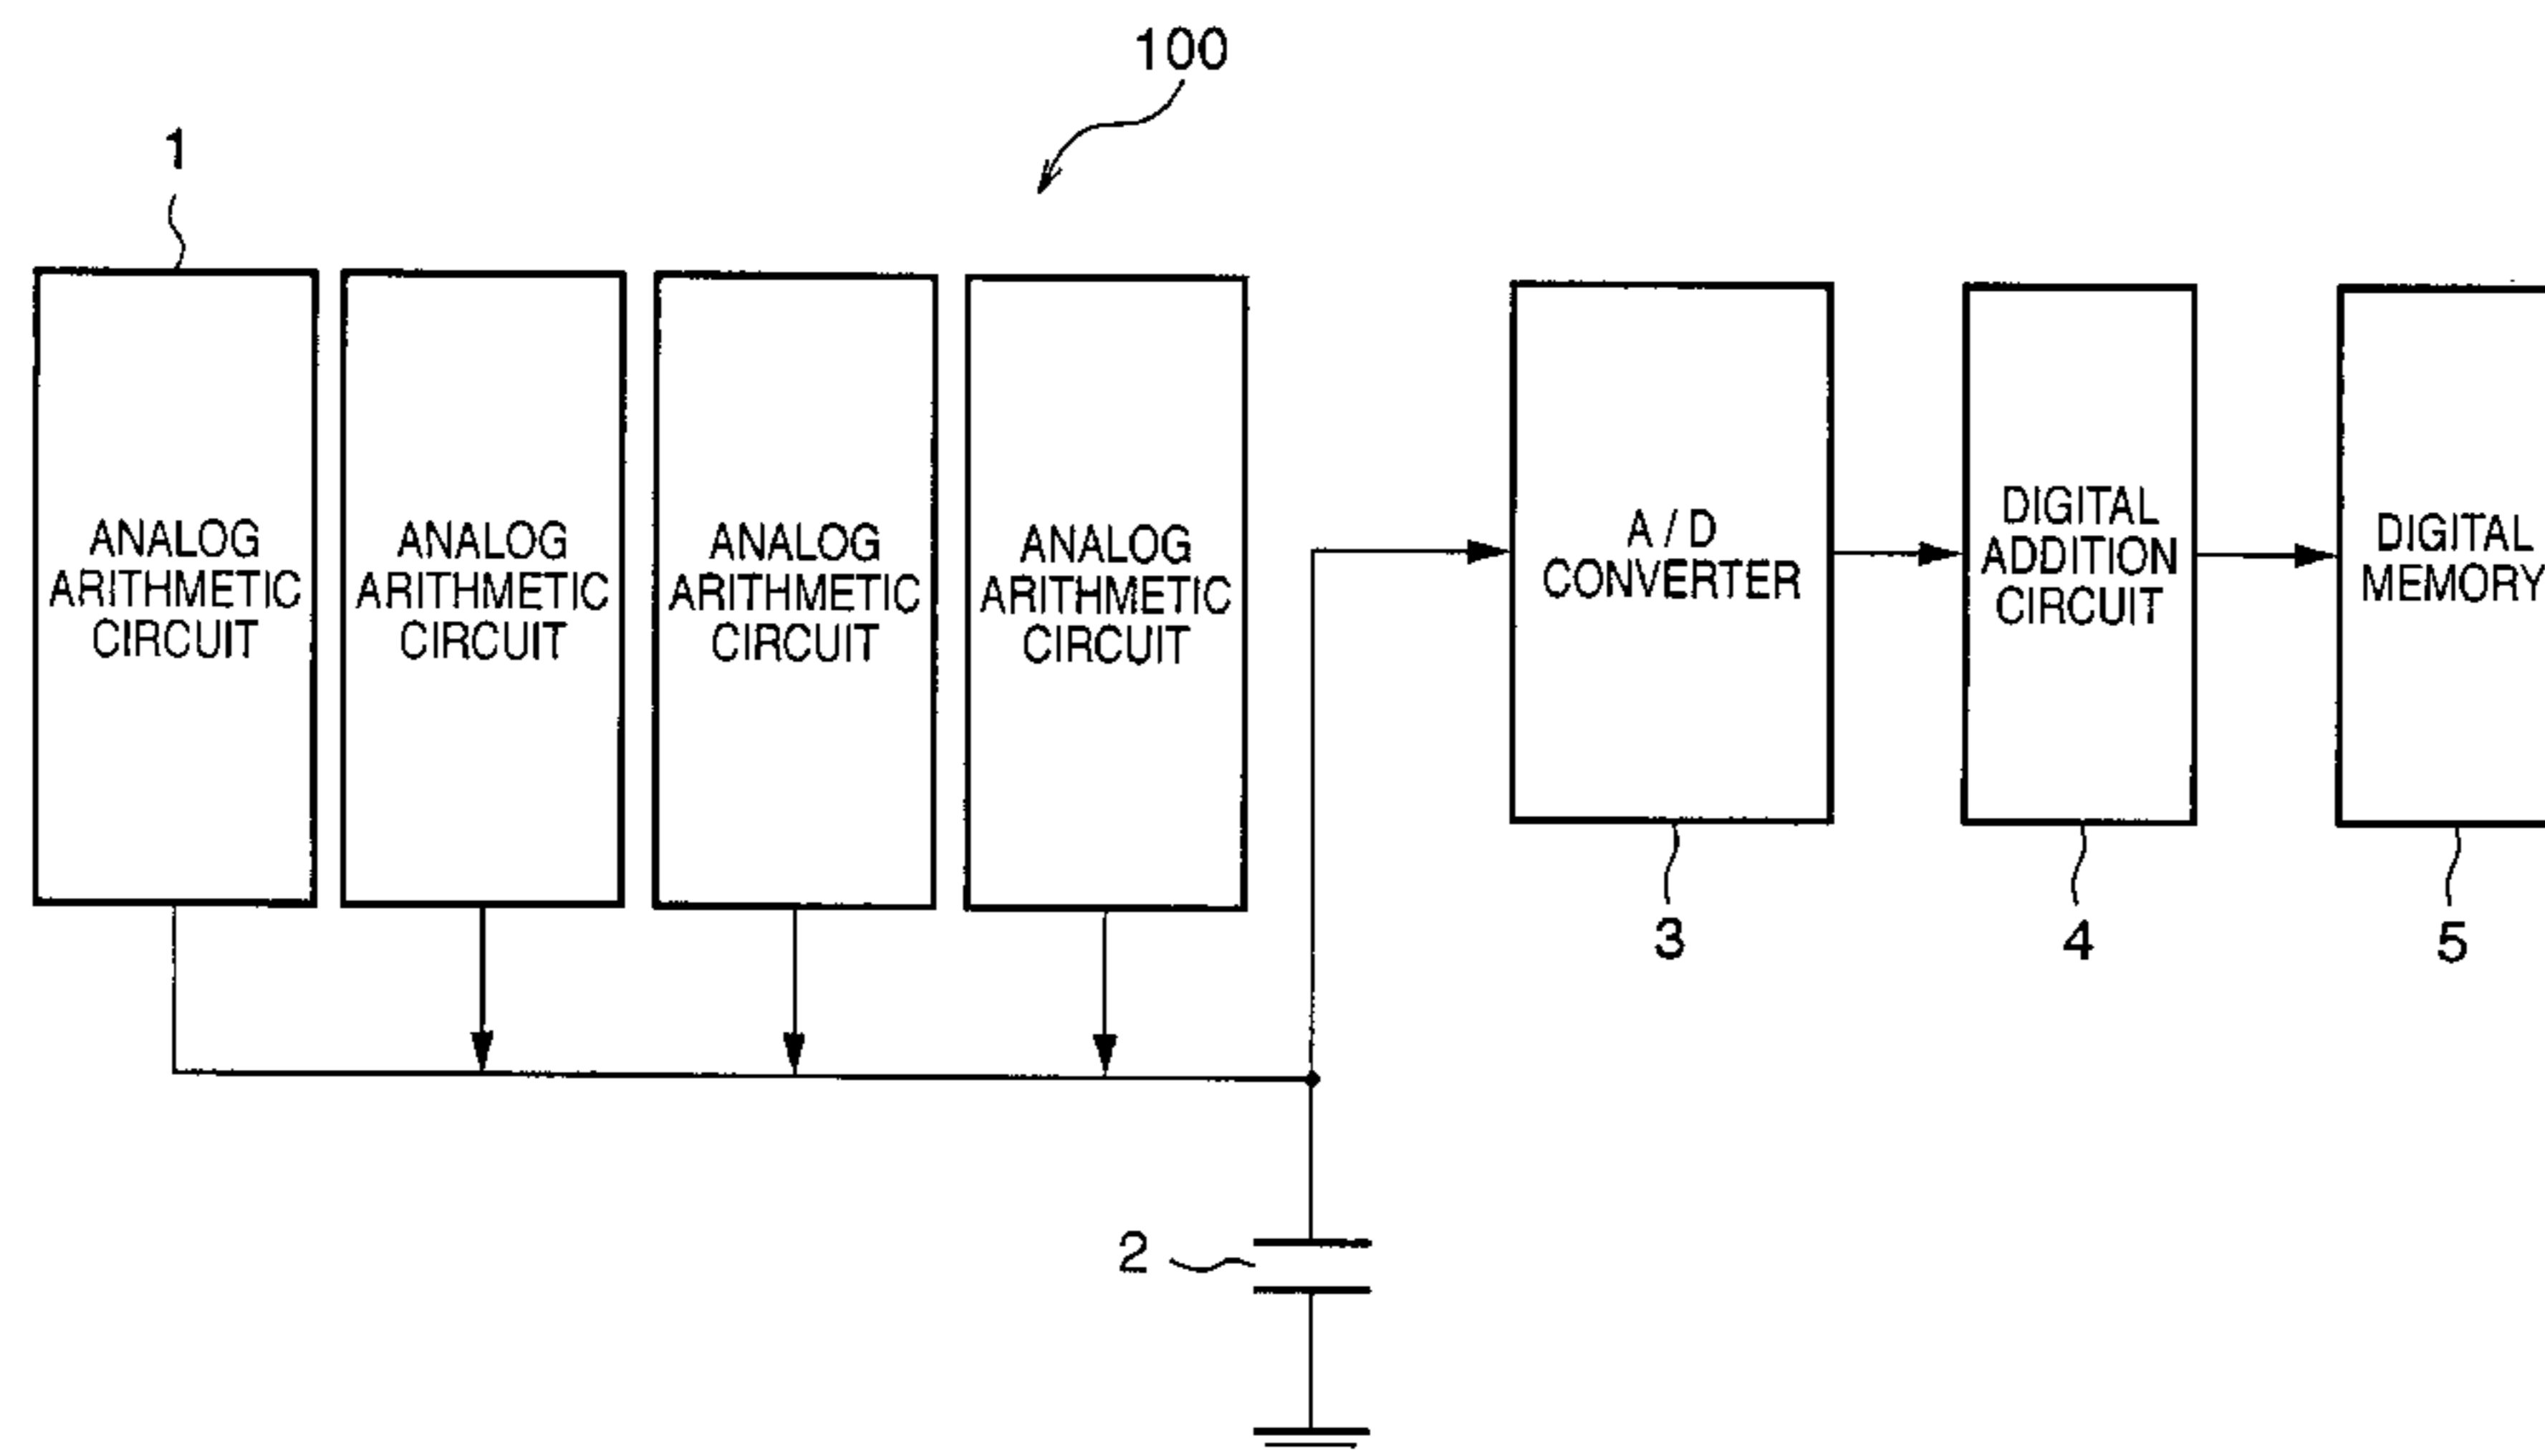 100
1
ANALOG
ARITHMETIC
CIRCUIT
ANALOG
ARITHMETIC
CIRCUIT
ANALOG
ARITHMETIC
CIRCUIT
ANALOG
ARITHMETIC
CIRCUIT
A / D
CONVERTER
DIGITAL
ADDITION
CIRCUIT
DIGITAL
MEMORY
3
4
5
2